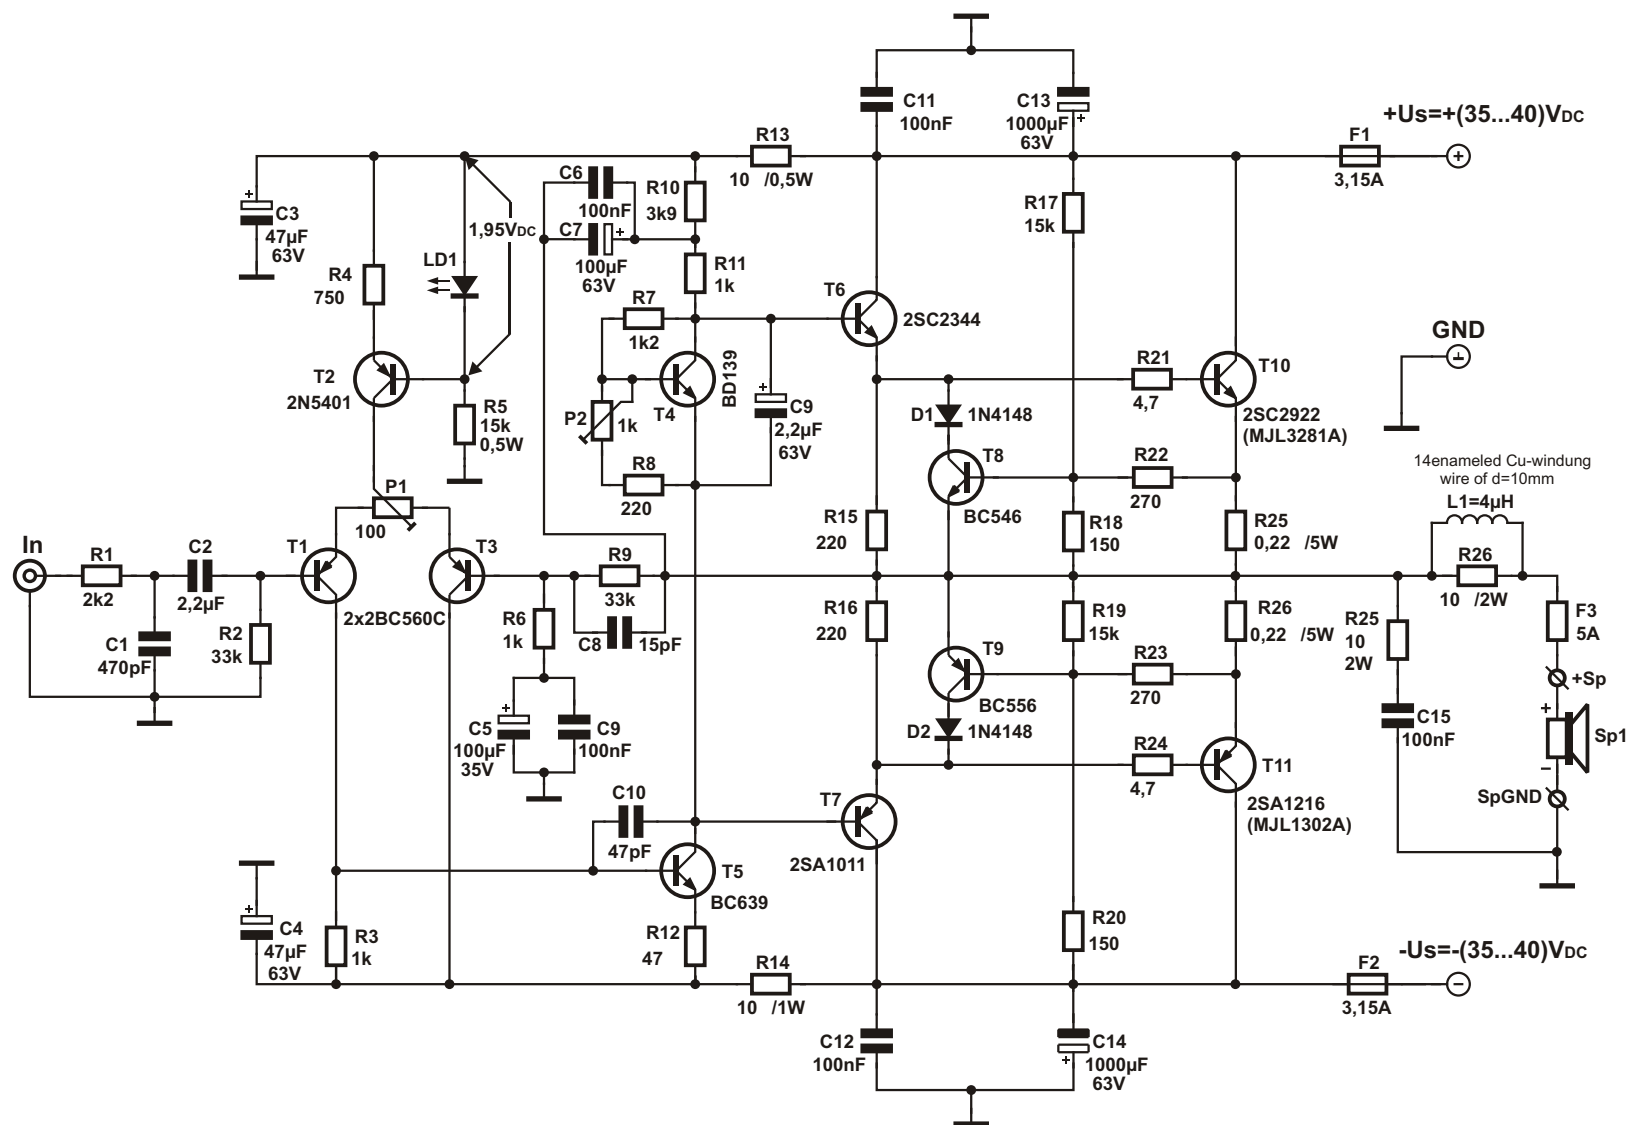 C11
100nF
C13
1000µF
63V
+
+Us=+(35...40)VDC
R13
10 /0,5W
F1
3,15A
+
+
C3
47µF
63V
R4
750
LD1
1,95VDC
C6
100nF
C7
+
100µF
63V
R10
3k9
R11
1k
R17
15k
T6
2SC2344
R7
1k2
BD139
T4
P2
1k
R8
220
+
C9
2,2µF
63V
GND
T2
2N5401
R5
15k
0,5W
P1
100
R21
4,7
T10
2SC2922
(MJL3281A)
D1
1N4148
T8
BC546
R22
270
R15
220
R18
150
R25
0,22 /5W
14enameled Cu-windung
wire of d=10mm
L1=4µH
R26
10 /2W
In
R1
2k2
C2
2,2µF
T1
T3
2x2BC560C
R9
33k
R6
1k
C8
15pF
C1
470pF
R2
33k
R16
220
R19
15k
R26
0,22 /5W
R25
10
2W
F3
5A
T9
BC556
R23
270
+Sp
+
C5
100µF
35V
C9
100nF
D2
1N4148
R24
4,7
T11
2SA1216
(MJL1302A)
C15
100nF
+
Sp1
−
SpGND
C10
47pF
T7
2SA1011
T5
BC639
+
C4
47µF
63V
R3
1k
R12
47
R14
10 /1W
R20
150
-Us=-(35...40)VDC
F2
3,15A
−
C12
100nF
+
C14
1000µF
63V